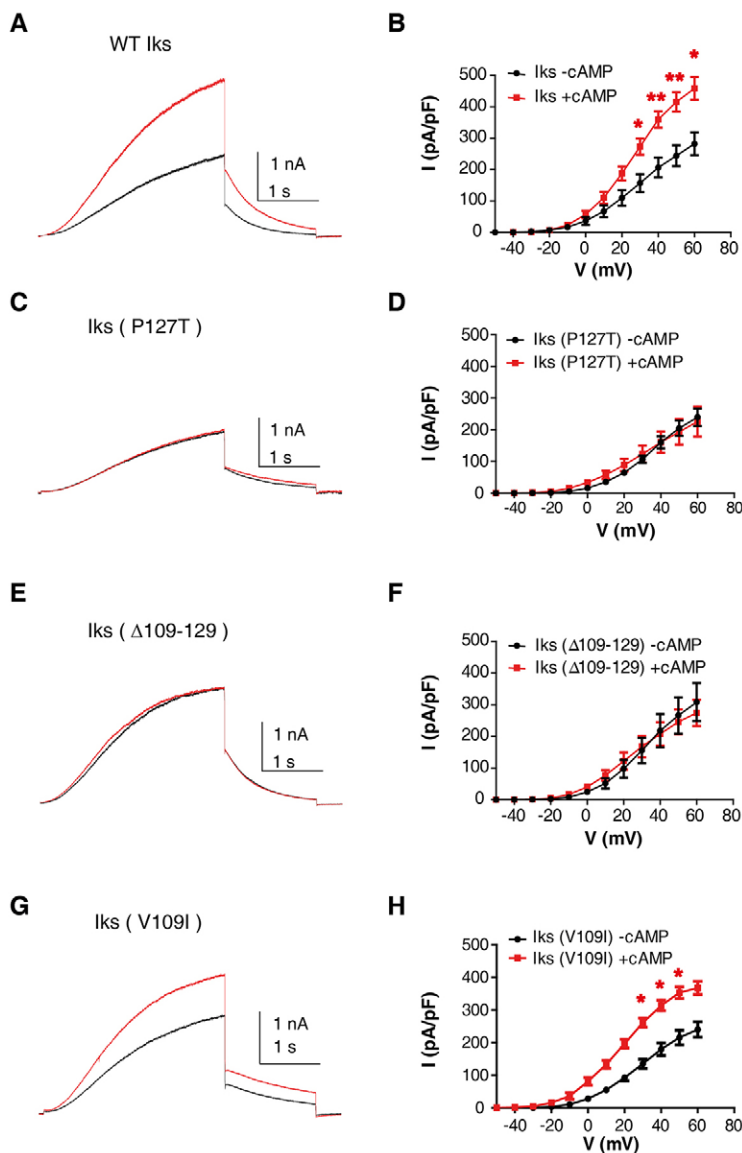 A
WT Iks
1 nA
1 s
B
Iks -cAMP
Iks +cAMP
*
**
**
*
I (pA/pF)
500
400
300
200
100
0
-40
0
20
40
60
80
V (mV)
C
Iks ( P127T )
1 nA
1 s
D
Iks (P127T) -cAMP
Iks (P127T) +cAMP
I (pA/pF)
500
400
300
200
100
0
-40
-20
0
20
40
60
80
V (mV)
E
Iks ( Δ109-129 )
1 nA
1 s
F
Iks (Δ109-129) -cAMP
Iks (Δ109-129) +cAMP
I (pA/pF)
500
400
300
200
100
0
-40
-20
0
20
40
60
80
V (mV)
G
Iks ( V109I )
1 nA
1 s
H
Iks (V109I) -cAMP
Iks (V109I) +cAMP
*
*
*
I (pA/pF)
500
400
300
200
100
0
-40
-20
0
20
40
60
80
V (mV)